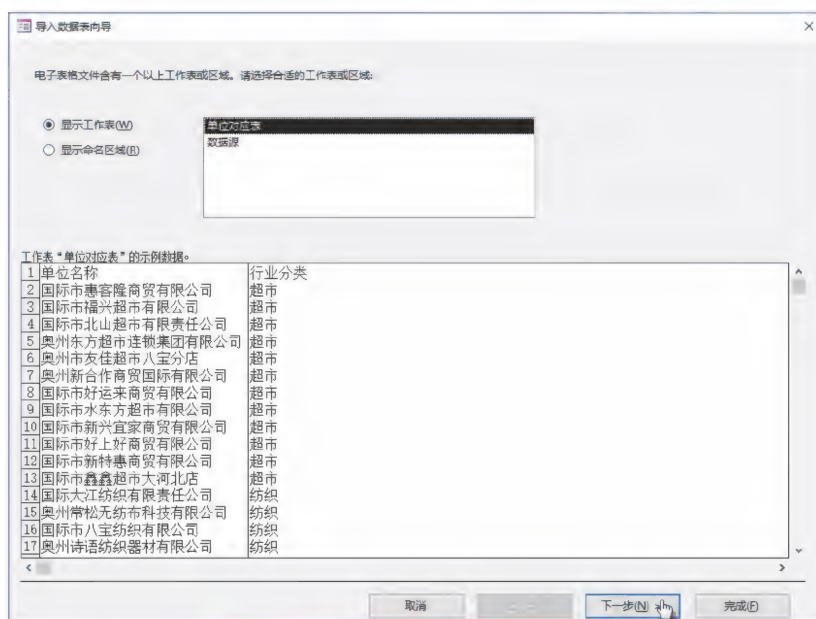 导入数据表向导
电子表格文件含有一个以上工作表或区域。请选择合适的工作表或区域:
显示工作表(W)
显示命名区域(R)
单位对应表
数据源
工作表“单位对应表”的示例数据。
1 单位名称 行业分类
2 国际市惠客隆商贸有限公司 超市
3 国际市福兴超市有限公司 超市
4 国际市北山超市有限责任公司 超市
5 奥州东方超市连锁集团有限公司 超市
6 奥州市友佳超市八宝分店 超市
7 奥州新合作商贸国际有限公司 超市
8 国际市好运来商贸有限公司 超市
9 国际市水东方超市有限公司 超市
10 国际市新兴宜家商贸有限公司 超市
11 国际市好上好商贸有限公司 超市
12 国际市新特惠商贸有限公司 超市
13 国际市鑫鑫超市大河北店 超市
14 国际大江纺织有限责任公司 纺织
15 奥州常松无纺布科技有限公司 纺织
16 国际市八宝纺织有限公司 纺织
17 奥州诗语纺织器材有限公司 纺织
取消 下一步(N) 完成(F)